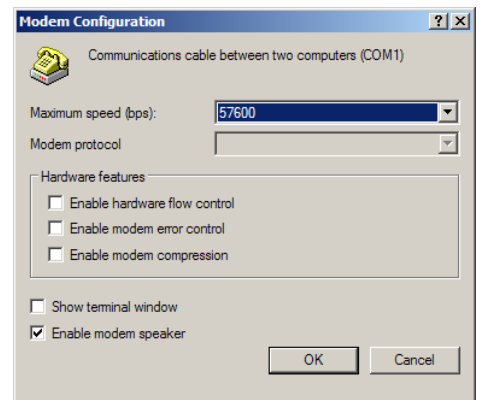 Modem Configuration
Communications cable between two computers (COM1)
Maximum speed (bps): 57600
Modem protocol
Hardware features
Enable hardware flow control
Enable modem error control
Enable modem compression
Show terminal window
Enable modem speaker
OK Cancel